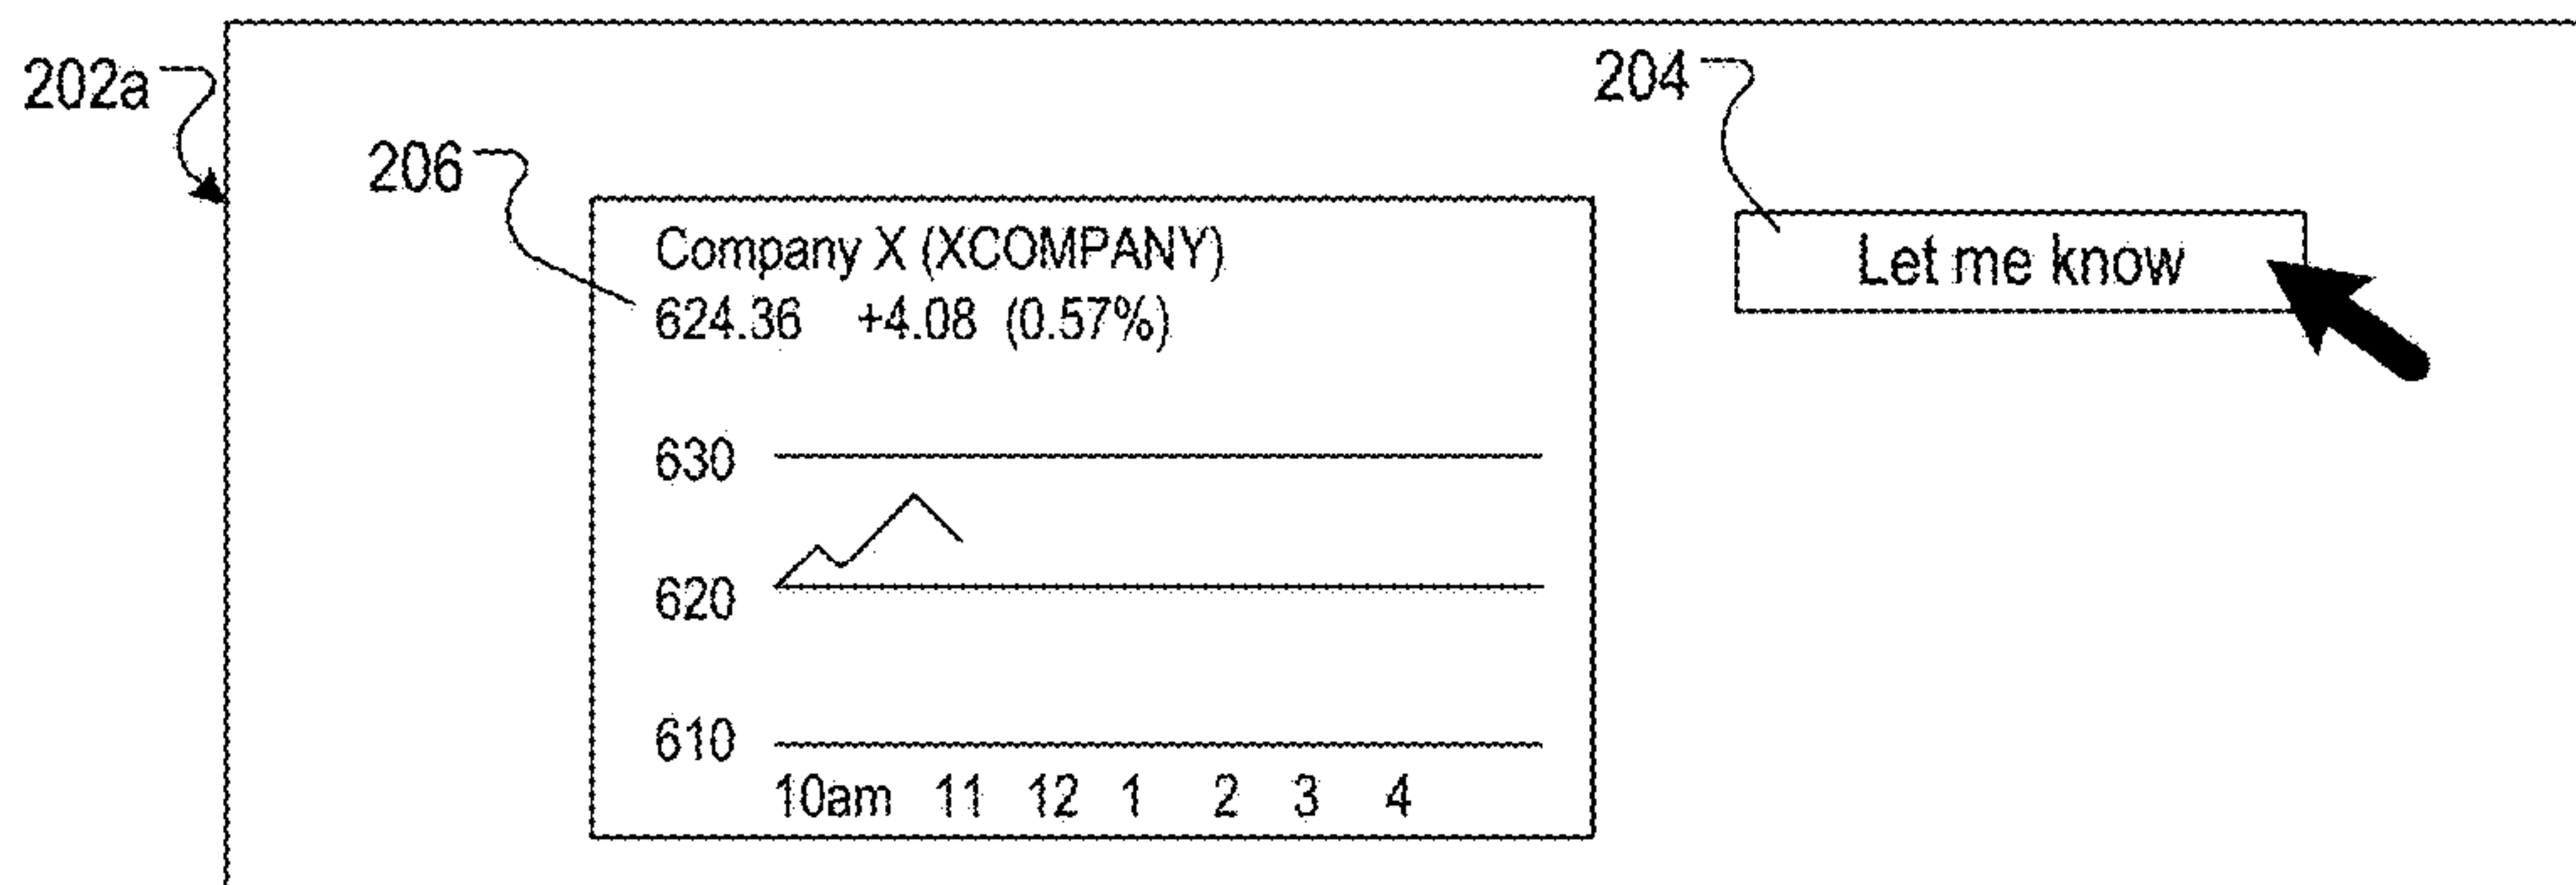 202a
204
206
Company X (XCOMPANY)
624.36 +4.08 (0.57%)
Let me know
630
620
610
10am 11 12 1 2 3 4